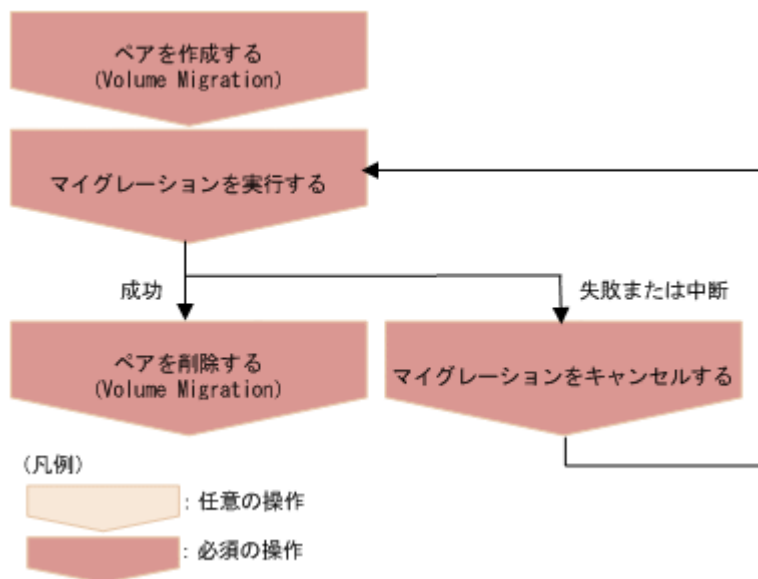 ペアを作成する
(Volume Migration)
マイグレーションを実行する
成功
失敗または中断
ペアを削除する
(Volume Migration)
マイグレーションをキャンセルする
(凡例)
: 任意の操作
: 必須の操作